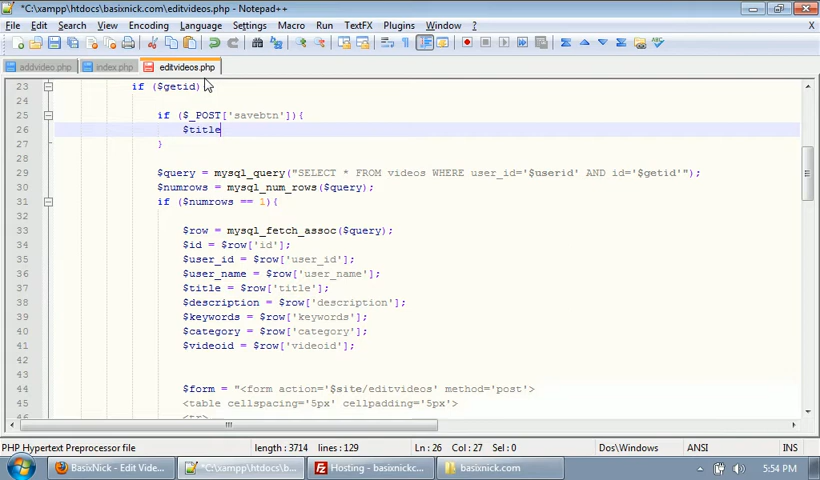 *C:\xampp\htdocs\basixnick.com\editvideos.php - Notepad++
File Edit Search View Encoding Language Settings Macro Run TextFX Plugins Window X
addvideo.php index.php editvideos.php
23 if ($getid){
24
25 if ($_POST['savebtn']){
26 $title
27 }
28
29 $query = mysql_query("SELECT * FROM videos WHERE user_id='$userid' AND id='$getid'");
30 $numrows = mysql_num_rows($query);
31 if ($numrows == 1){
32
33 $row = mysql_fetch_assoc($query);
34 $id = $row['id'];
35 $user_id = $row['user_id'];
36 $user_name = $row['user_name'];
37 $title = $row['title'];
38 $description = $row['description'];
39 $keywords = $row['keywords'];
40 $category = $row['category'];
41 $videoid = $row['videoid'];
42
43
44 $form = "<form action='$site/editvideos' method='post'>
45 <table cellspacing='5px' cellpadding='5px'>
46 <tr>
PHP Hypertext Preprocessor file length : 3714 lines : 129 Ln : 26 Col : 27 Sel : 0 Dos\Windows ANSI INS
BasixNick - Edit Vide... *C:\xampp\htdocs\b... Hosting - basixnickc... basixnick.com 5:54 PM